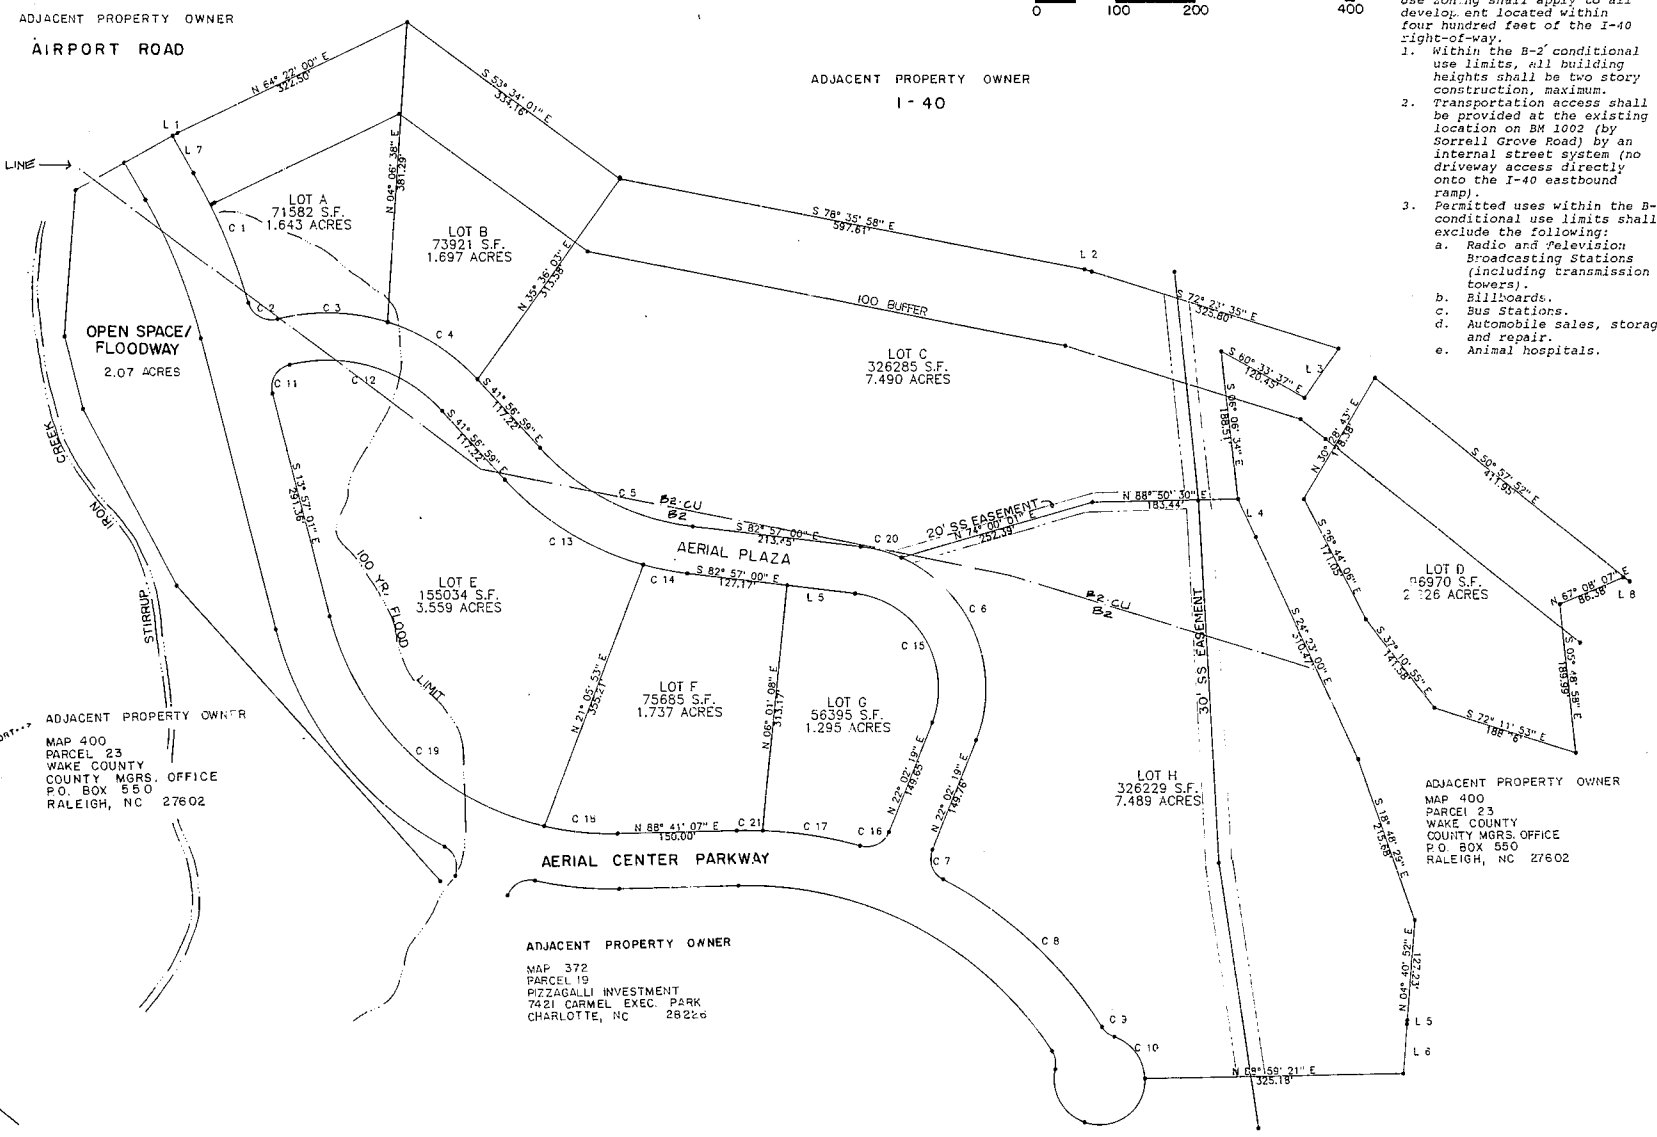 ADJACENT PROPERTY OWNER
AIRPORT ROAD
0 100 200 400
ADJACENT PROPERTY OWNER
I-40
shall apply to all
four hundred feet of the I-40
right-of-way.
1. Within the B-2 conditional
use limits, all building
heights shall be two story
construction, maximum.
2. Transportation access shall
be provided at the existing
location on BM 1002 (by
Sorrell Grove Road) by an
internal street system (no
driveway access directly
onto the I-40 eastbound
ramp).
3. Permitted uses within the B-
conditional use limits shall
exclude the following:
a. Radio and Television
Broadcasting Stations
(including transmission
towers).
b. Billboards.
c. Bus Stations.
d. Automobile sales, storag
and repair.
e. Animal hospitals.
N 64° 22' 00" E
322.50'
S 53° 34' 01" E
334.16'
L 1
L 7
LINE
N 04° 06' 38" E
381.29'
LOT A
71582 S.F.
1.643 ACRES
C 1
LOT B
73921 S.F.
1.697 ACRES
N 35° 36' 03" E
313.58'
S 78° 35' 58" E
597.61'
L 2
S 72° 23' 35" E
325.80'
100 BUFFER
C 2
C 3
C 4
OPEN SPACE/
FLOODWAY
2.07 ACRES
LOT C
326285 S.F.
7.490 ACRES
S 60° 33' 37" E
120.45'
L 3
C 11
C 12
S 41° 56' 59" E
117.22'
S 41° 56' 59" E
117.22'
S 06° 06' 34" E
188.51'
N 30° 28' 43" E
178.38'
S 50° 57' 52" E
411.95'
CREEK
IRON
STIRRUP
S 13° 57' 01" E
291.36'
C 5
B2-CU
B2
S 82° 57' 00" E
213.45'
C 20
20' SS EASEMENT
N 74° 00' 01" E
252.39'
N 88° 50' 30" E
183.44'
L 4
C 13
AERIAL PLAZA
S 26° 44' 06" E
171.05'
100 YR. FLOOD
LIMIT
LOT E
155034 S.F.
3.559 ACRES
C 14
S 82° 57' 00" E
127.17'
L 5
C 6
B2-CU
B2
30' SS EASEMENT
LOT D
S.F.
ACRES
N 67° 08' 07" E
86.38'
L 8
S 24° 23' 00" E
310.47'
S 37° 10' 55" E
141.58'
S 05° 48' 58" E
189.99'
C 15
N 21° 05' 53" E
355.21'
LOT F
75685 S.F.
1.737 ACRES
N 06° 01' 08" E
313.17'
LOT G
56395 S.F.
1.295 ACRES
S 72° 11' 53" E
ADJACENT PROPERTY OWNER
MAP 400
PARCEL 23
WAKE COUNTY
COUNTY MGRS. OFFICE
P.O. BOX 550
RALEIGH, NC 27602
C 19
N 22° 02' 19" E
149.65'
N 22° 02' 19" E
149.76'
LOT H
326229 S.F.
7.489 ACRES
ADJACENT PROPERTY OWNER
MAP 400
PARCEL 23
WAKE COUNTY
COUNTY MGRS. OFFICE
P.O. BOX 550
RALEIGH, NC 27602
S 18° 48' 29" E
215.68'
C 18
N 88° 41' 07" E
150.00'
C 21
C 17
C 16
AERIAL CENTER PARKWAY
C 7
ADJACENT PROPERTY OWNER
MAP 372
PARCEL 19
PIZZAGALLI INVESTMENT
7421 CARMEL EXEC. PARK
CHARLOTTE, NC 28226
C 8
N 04° 40' 52" E
127.23'
C 9
C 10
L 5
L 6
N 89° 59' 21" E
325.18'